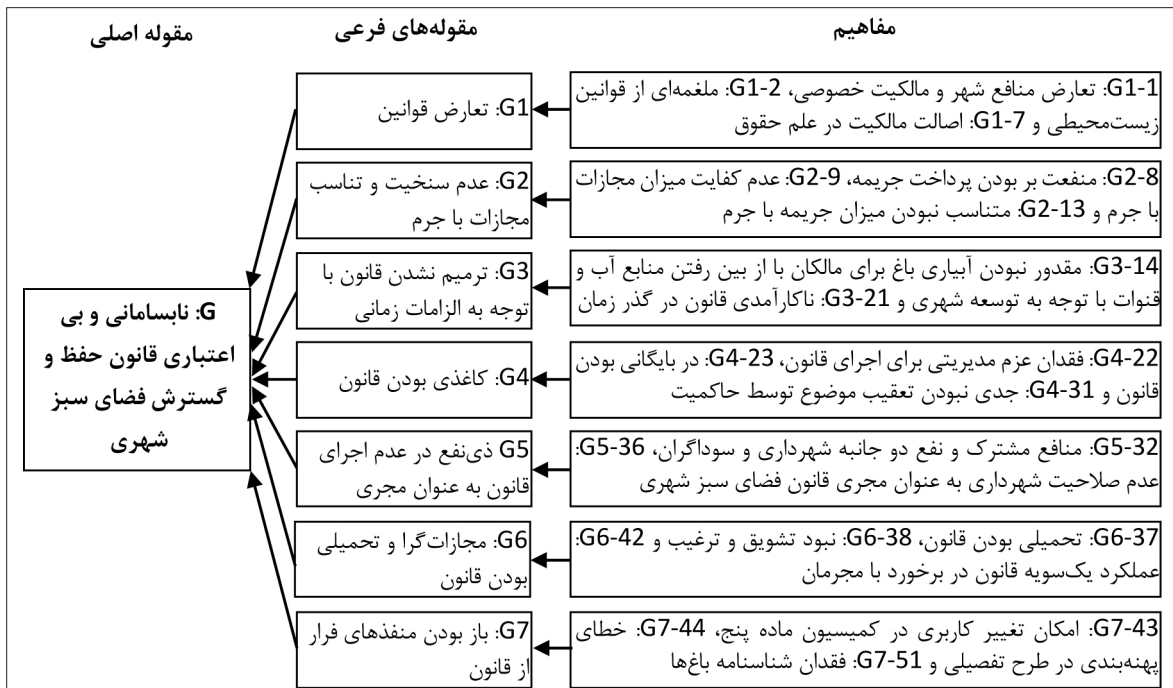 مفاهیم
مقوله‌های فرعی
مقوله اصلی
G1-1: تعارض منافع شهر و مالکیت خصوصی، G1-2: ملغمه‌ای از قوانین
زیست‌محیطی و G1-7: اصالت مالکیت در علم حقوق
G1: تعارض قوانین
G2-8: منفعت بر بودن پرداخت جریمه، G2-9: عدم کفایت میزان مجازات
با جرم و G2-13: متناسب نبودن میزان جریمه با جرم
G2: عدم سنخیت و تناسب
مجازات با جرم
G3-14: مقدور نبودن آبیاری باغ برای مالکان با از بین رفتن منابع آب و
قنوات با توجه به توسعه شهری و G3-21: ناکارآمدی قانون در گذر زمان
G3: ترمیم نشدن قانون با
توجه به الزامات زمانی
G4-22: فقدان عزم مدیریتی برای اجرای قانون، G4-23: در بایگانی بودن
قانون و G4-31: جدی نبودن تعقیب موضوع توسط حاکمیت
G4: کاغذی بودن قانون
G5-32: منافع مشترک و نفع دو جانبه شهرداری و سوداگران، G5-36:
عدم صلاحیت شهرداری به عنوان مجری قانون فضای سبز شهری
G5 ذی‌نفع در عدم اجرای
قانون به عنوان مجری
G6-37: تحمیلی بودن قانون، G6-38: نبود تشویق و ترغیب و G6-42:
عملکرد یک‌سویه قانون در برخورد با مجرمان
G6: مجازات‌گرا و تحمیلی
بودن قانون
G7-43: امکان تغییر کاربری در کمیسیون ماده پنج، G7-44: خطای
پهنه‌بندی در طرح تفصیلی و G7-51: فقدان شناسنامه باغ‌ها
G7: باز بودن منفذهای فرار
از قانون
G: نابسامانی و بی
اعتباری قانون حفظ و
گسترش فضای سبز
شهری